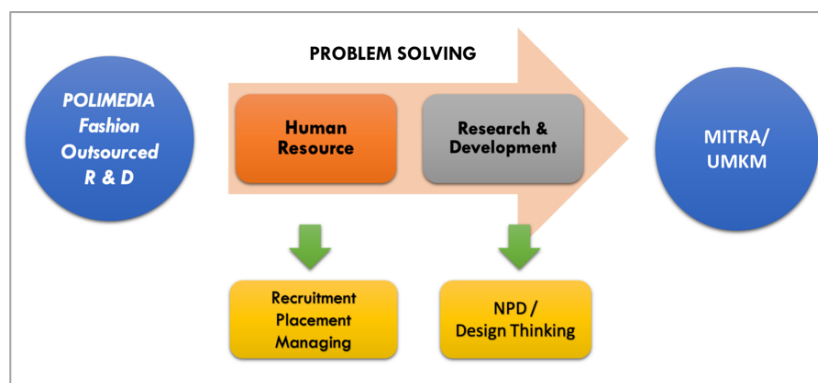 PROBLEM SOLVING
POLIMEDIA
Fashion
Outsourced
R & D
Human
Resource
Research &
Development
MITRA/
UMKM
Recruitment
Placement
Managing
NPD /
Design Thinking